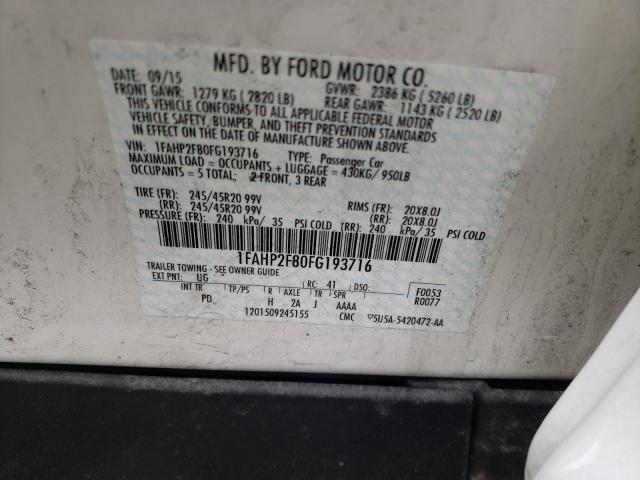 MFD. BY FORD MOTOR CO.
DATE: 09/15 GVWR: 2386 KG ( 5260 LB)
FRONT GAWR: 1279 KG ( 2820 LB) REAR GAWR: 1143 KG ( 2520 LB)
THIS VEHICLE CONFORMS TO ALL APPLICABLE FEDERAL MOTOR
VEHICLE SAFETY, BUMPER, AND THEFT PREVENTION STANDARDS
IN EFFECT ON THE DATE OF MANUFACTURE SHOWN ABOVE.
VIN: 1FAHP2F80FG193716 TYPE: Passenger Car
MAXIMUM LOAD = OCCUPANTS + LUGGAGE = 430KG/ 950LB
OCCUPANTS = 5 TOTAL; 2 FRONT, 3 REAR
TIRE (FR): 245/45R20 99V RIMS (FR): 20X8.0J
(RR): 245/45R20 99V (RR): 20X8.0J
PRESSURE (FR): 240 kPa/ 35 PSI COLD (RR): 240 kPa/ 35 PSI COLD
1FAHP2F80FG193716
TRAILER TOWING - SEE OWNER GUIDE
EXT PNT: UG RC: 41 DSO: F0053
INT TR TP/PS R AXLE TR SPR R0077
PD H 2A J AAAA
1201509245155 CMC ▽5U5A-5420472-AA